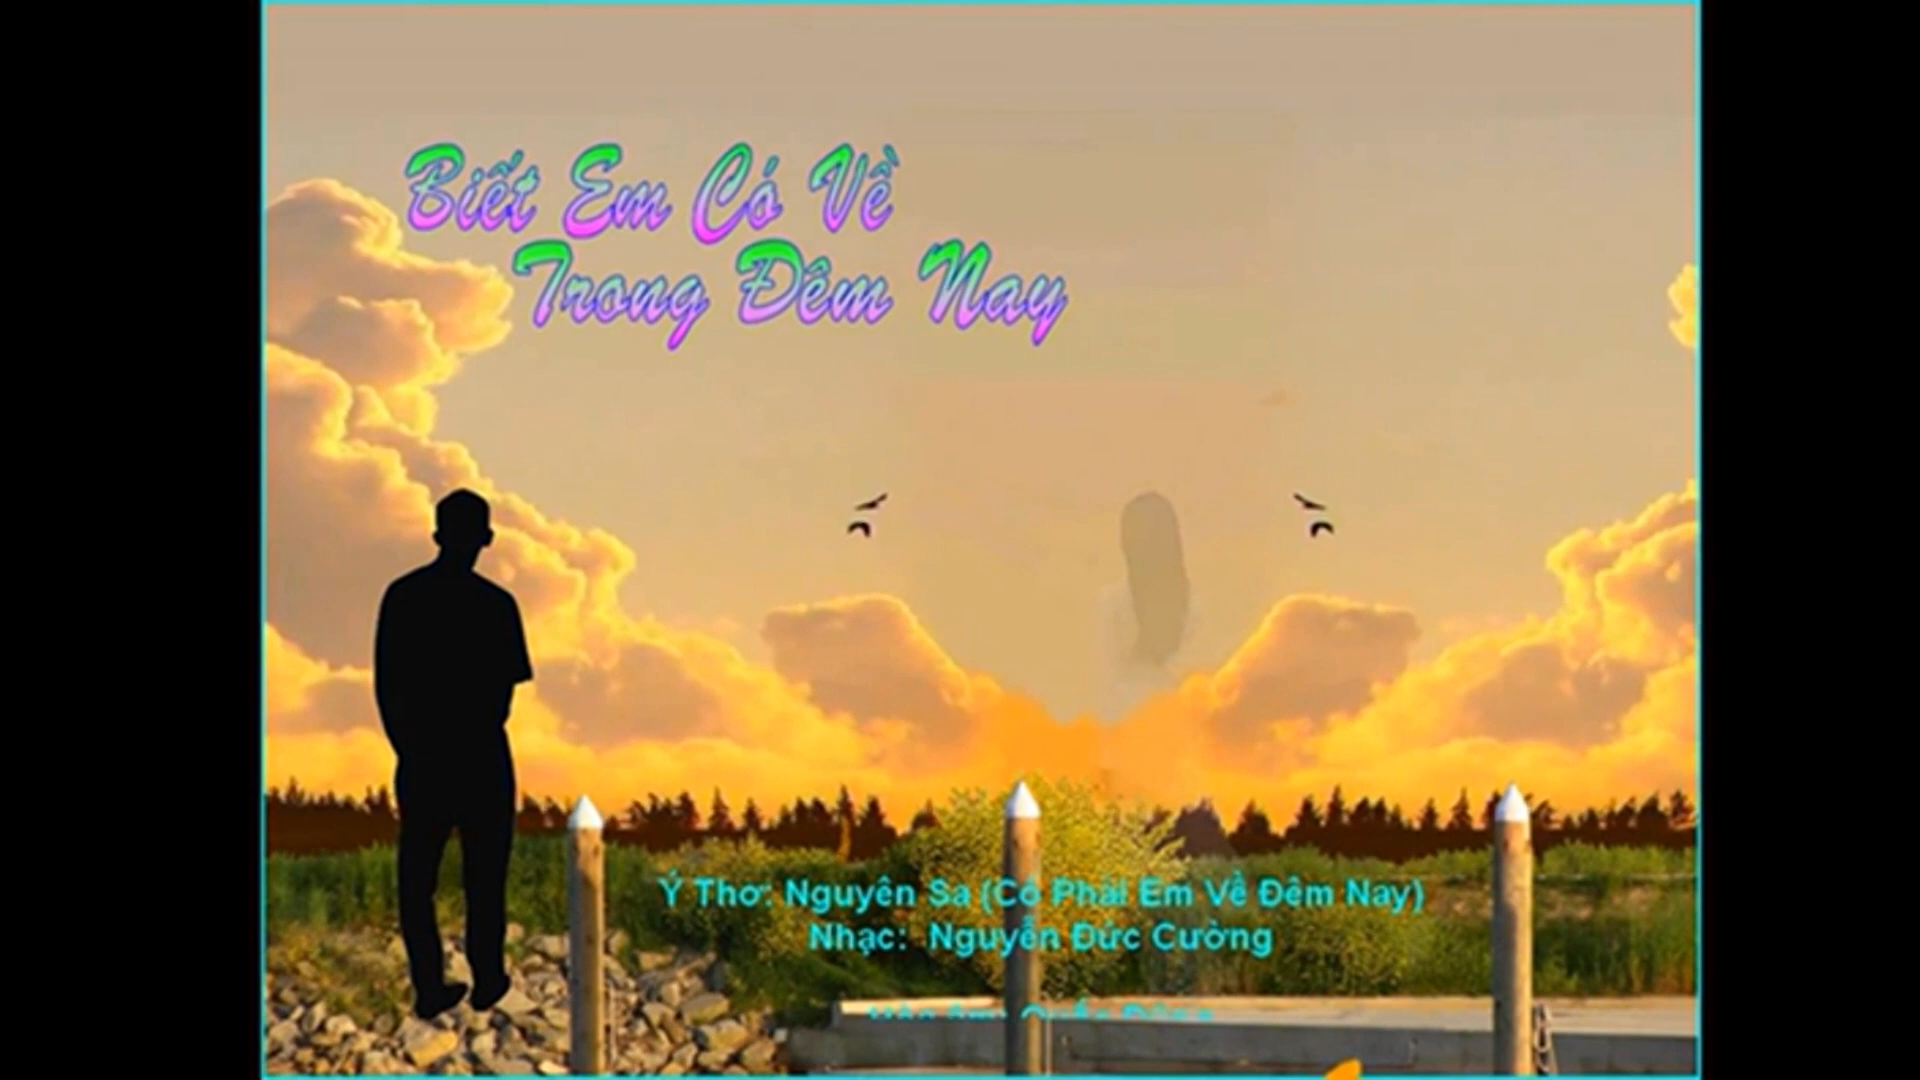 Biết Em Có Về
Trong Đêm Nay
Ý Thơ: Nguyên Sa (Có Phải Em Về Đêm Nay)
Nhạc: Nguyễn Đức Cường